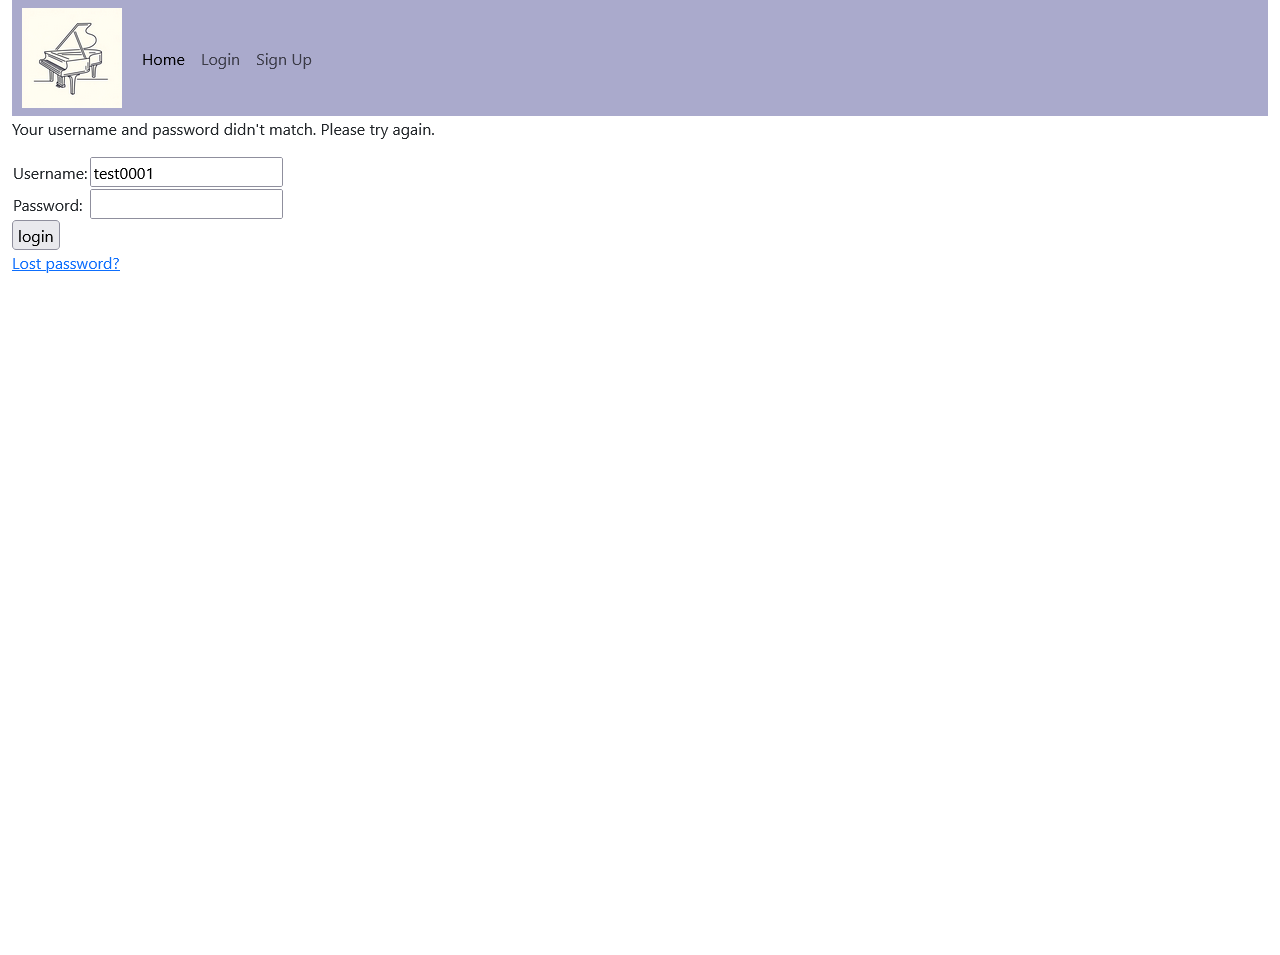 Home Login Sign Up
Your username and password didn't match. Please try again.
Username: test0001
Password:
login
Lost password?